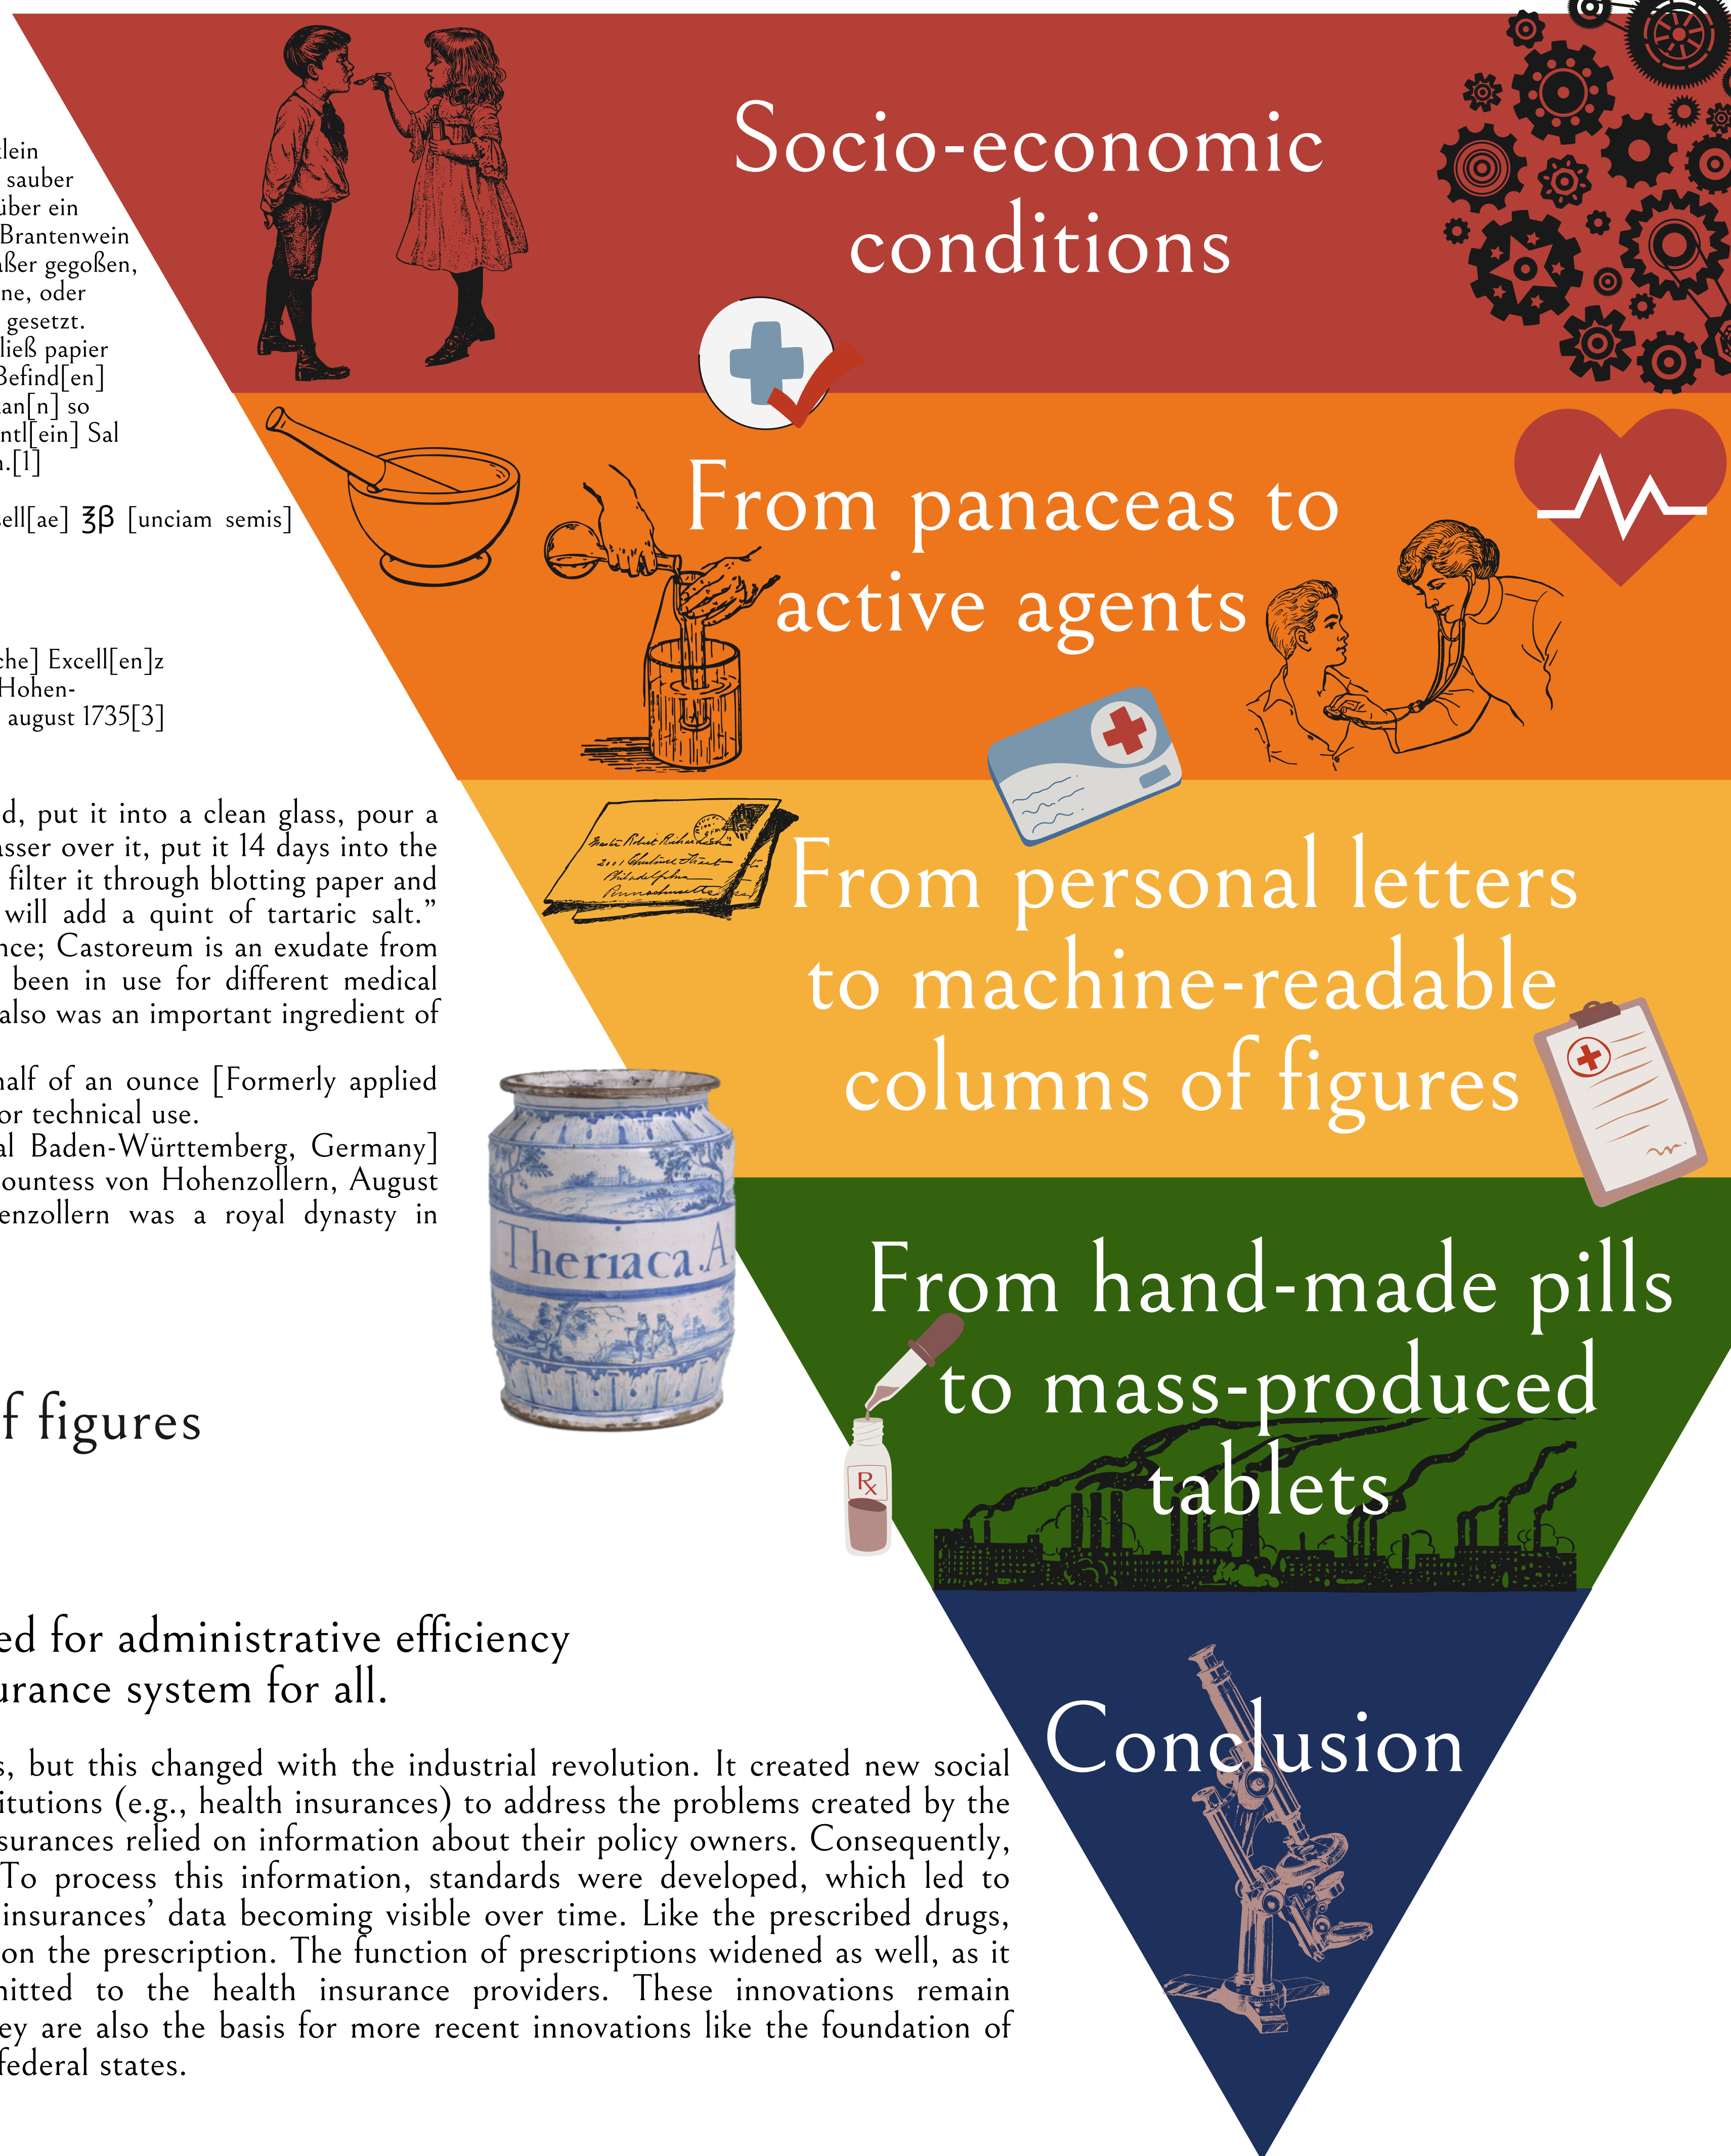 klein
sauber
über ein
Brantenwein
aßer gegoßen,
ne, oder
gesetzt.
ließ papier
Befind[en]
kan[n] so
ntl[ein] Sal
n.[1]
ell[ae] ℥β [unciam semis]
che] Excell[en]z
Hohen-
august 1735[3]
d, put it into a clean glass, pour a
asser over it, put it 14 days into the
filter it through blotting paper and
will add a quint of tartaric salt.”
nce; Castoreum is an exudate from
been in use for different medical
also was an important ingredient of
half of an ounce [Formerly applied
or technical use.
al Baden-Württemberg, Germany]
ountess von Hohenzollern, August
enzollern was a royal dynasty in
f figures
ed for administrative efficiency
urance system for all.
s, but this changed with the industrial revolution. It created new social
itutions (e.g., health insurances) to address the problems created by the
surances relied on information about their policy owners. Consequently,
To process this information, standards were developed, which led to
insurances’ data becoming visible over time. Like the prescribed drugs,
on the prescription. The function of prescriptions widened as well, as it
mitted to the health insurance providers. These innovations remain
ey are also the basis for more recent innovations like the foundation of
federal states.
Socio-economic
conditions
From panaceas to
active agents
Robert Richardson
2001 Chestnut Street
Philadelphia
From personal letters
to machine-readable
columns of figures
Theriaca.A
From hand-made pills
to mass-produced
tablets
Rx
Conclusion